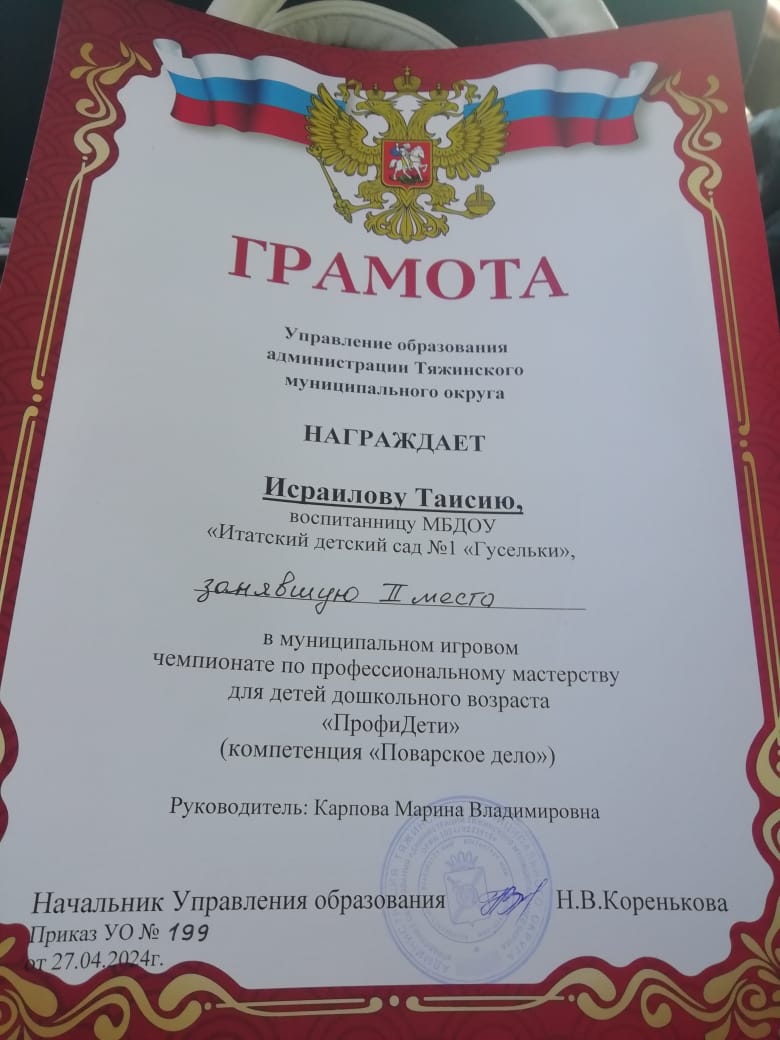 ГРАМОТА
Управление образования
администрации Тяжинского
муниципального округа
НАГРАЖДАЕТ
Исраилову Таисию,
воспитанницу МБДОУ
«Итатский детский сад №1 «Гусельки»,
занявшую II место
в муниципальном игровом
чемпионате по профессиональному мастерству
для детей дошкольного возраста
«ПрофиДети»
(компетенция «Поварское дело»)
Руководитель: Карпова Марина Владимировна
Начальник Управления образования Н.В.Коренькова
Приказ УО № 199
от 27.04.2024г.